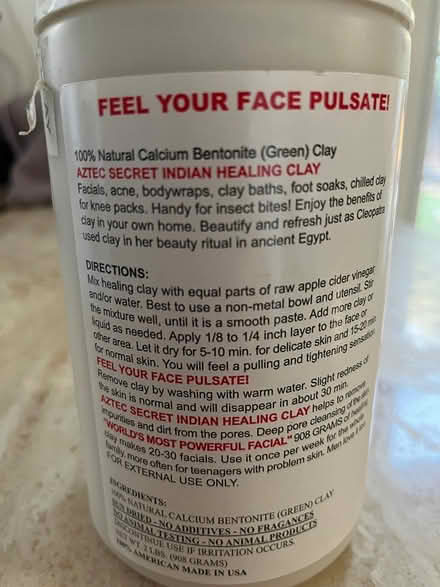 FEEL YOUR FACE PULSATE!
100% Natural Calcium Bentonite (Green) Clay
AZTEC SECRET INDIAN HEALING CLAY
Facials, acne, bodywraps, clay baths, foot soaks, chilled clay
for knee packs. Handy for insect bites! Enjoy the benefits of
clay in your own home. Beautify and refresh just as Cleopatra
used clay in her beauty ritual in ancient Egypt.
DIRECTIONS:
Mix healing clay with equal parts of raw apple cider vinegar
and/or water. Best to use a non-metal bowl and utensil. Stir
the mixture well, until it is a smooth paste. Add more clay or
liquid as needed. Apply 1/8 to 1/4 inch layer to the face or
other area. Let it dry for 5-10 min. for delicate skin and 15-20 min.
for normal skin. You will feel a pulling and tightening sensation.
FEEL YOUR FACE PULSATE!
Remove clay by washing with warm water. Slight redness of
the skin is normal and will disappear in about 30 min.
AZTEC SECRET INDIAN HEALING CLAY helps to remove
impurities and dirt from the pores. Deep pore cleansing of the skin.
"WORLD'S MOST POWERFUL FACIAL" 908 GRAMS of healing
clay makes 20-30 facials. Use it once per week for the whole
family, more often for teenagers with problem skin. Men love it
FOR EXTERNAL USE ONLY.
INGREDIENTS:
100% NATURAL CALCIUM BENTONITE (GREEN) CLAY
SUN DRIED - NO ADDITIVES - NO FRAGANCES
NO ANIMAL TESTING - NO ANIMAL PRODUCTS
DISCONTINUE USE IF IRRITATION OCCURS.
NET WT 2 LBS. (908 GRAMS)
100% AMERICAN MADE IN USA